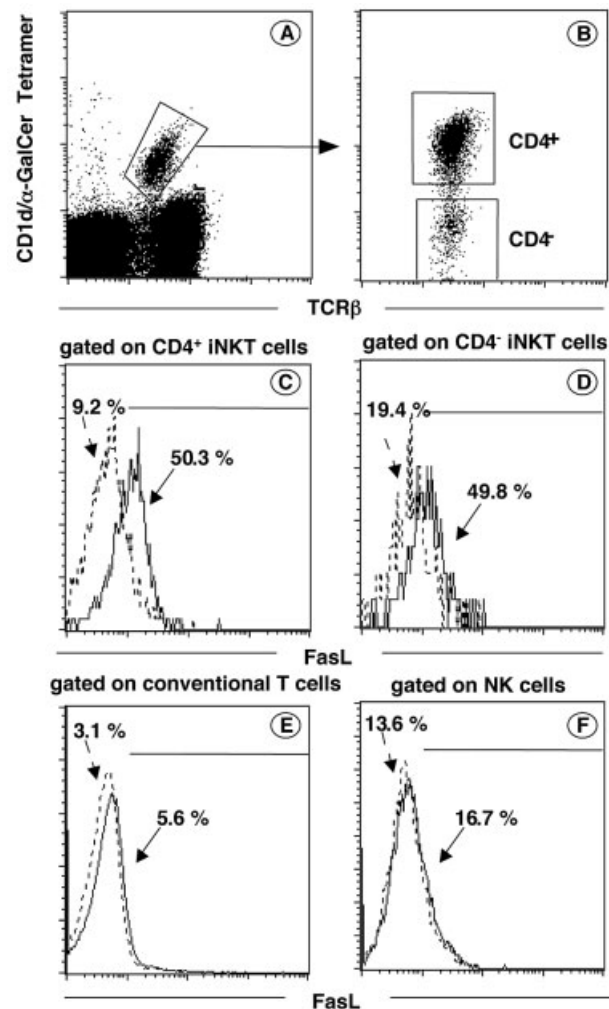 CD1d/α-GalCer Tetramer
A
B
CD4+
CD4-
TCRβ
gated on CD4+ iNKT cells
gated on CD4- iNKT cells
C
9.2 %
50.3 %
D
19.4 %
49.8 %
FasL
gated on conventional T cells
gated on NK cells
E
3.1 %
5.6 %
F
13.6 %
16.7 %
FasL